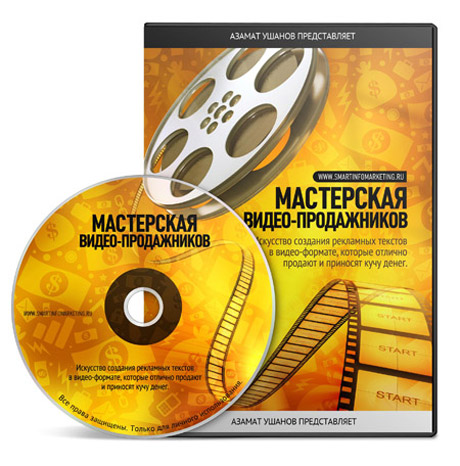 АЗАМАТ УШАНОВ ПРЕДСТАВЛЯЕТ
WWW.SMARTINFOMARKETING.RU
МАСТЕРСКАЯ
ВИДЕО-ПРОДАЖНИКОВ
Искусство создания рекламных текстов
в видео-формате, которые отлично
продают и приносят кучу денег.
START
START
START
АЗАМАТ УШАНОВ ПРЕДСТАВЛЯЕТ
МАСТЕРСКАЯ
ВИДЕО-ПРОДАЖНИКОВ
WWW.SMARTINFOMARKETING.RU
Искусство создания рекламных текстов
в видео-формате, которые отлично продают
и приносят кучу денег.
Все права защищены. Только для личного использования.